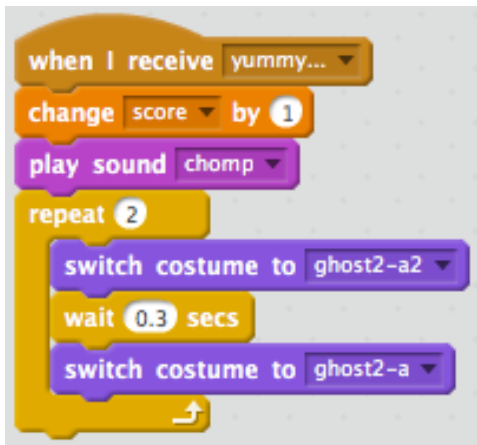 when I receive yummy...
change score by 1
play sound chomp
repeat 2
switch costume to ghost2-a2
wait 0.3 secs
switch costume to ghost2-a